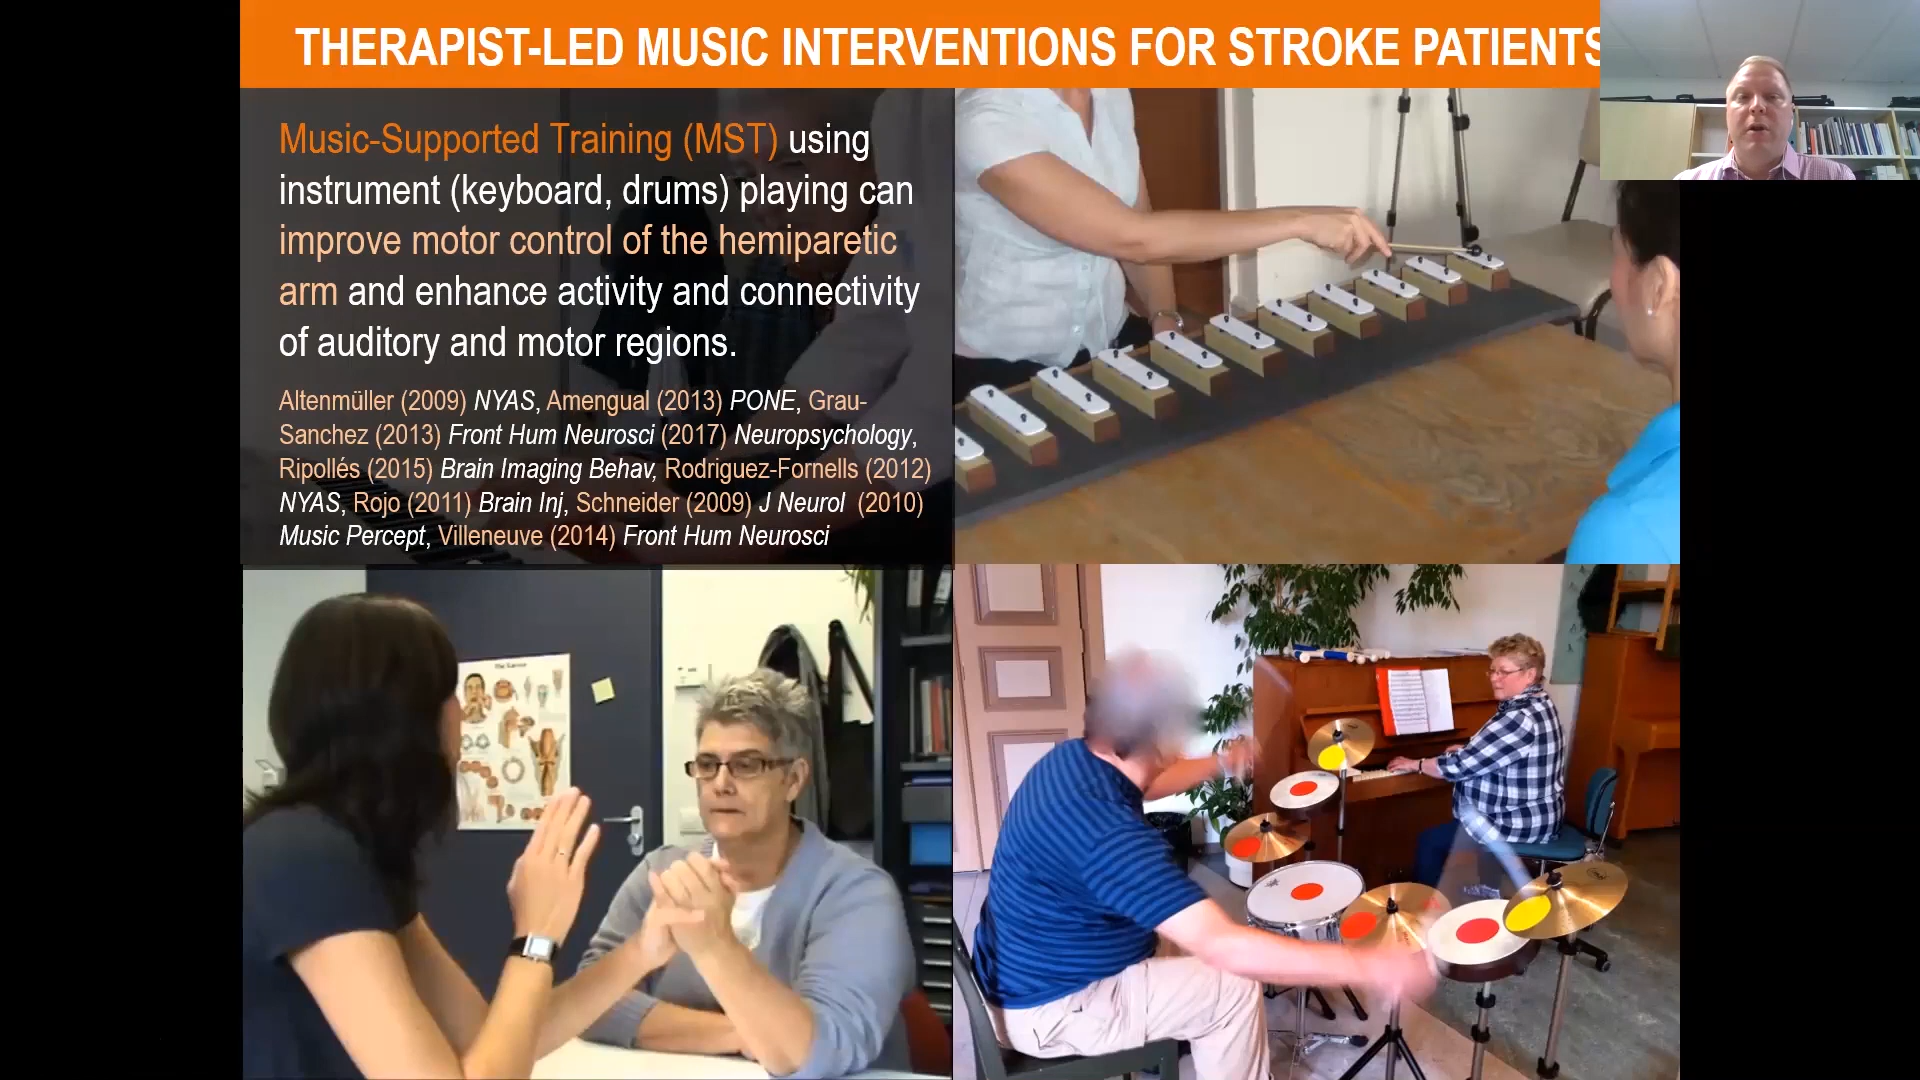 THERAPIST-LED MUSIC INTERVENTIONS FOR STROKE PATIENTS
Music-Supported Training (MST) using
instrument (keyboard, drums) playing can
improve motor control of the hemiparetic
arm and enhance activity and connectivity
of auditory and motor regions.
Altenmüller (2009) NYAS, Amengual (2013) PONE, Grau-
Sanchez (2013) Front Hum Neurosci (2017) Neuropsychology,
Ripollés (2015) Brain Imaging Behav, Rodriguez-Fornells (2012)
NYAS, Rojo (2011) Brain Inj, Schneider (2009) J Neurol (2010)
Music Percept, Villeneuve (2014) Front Hum Neurosci